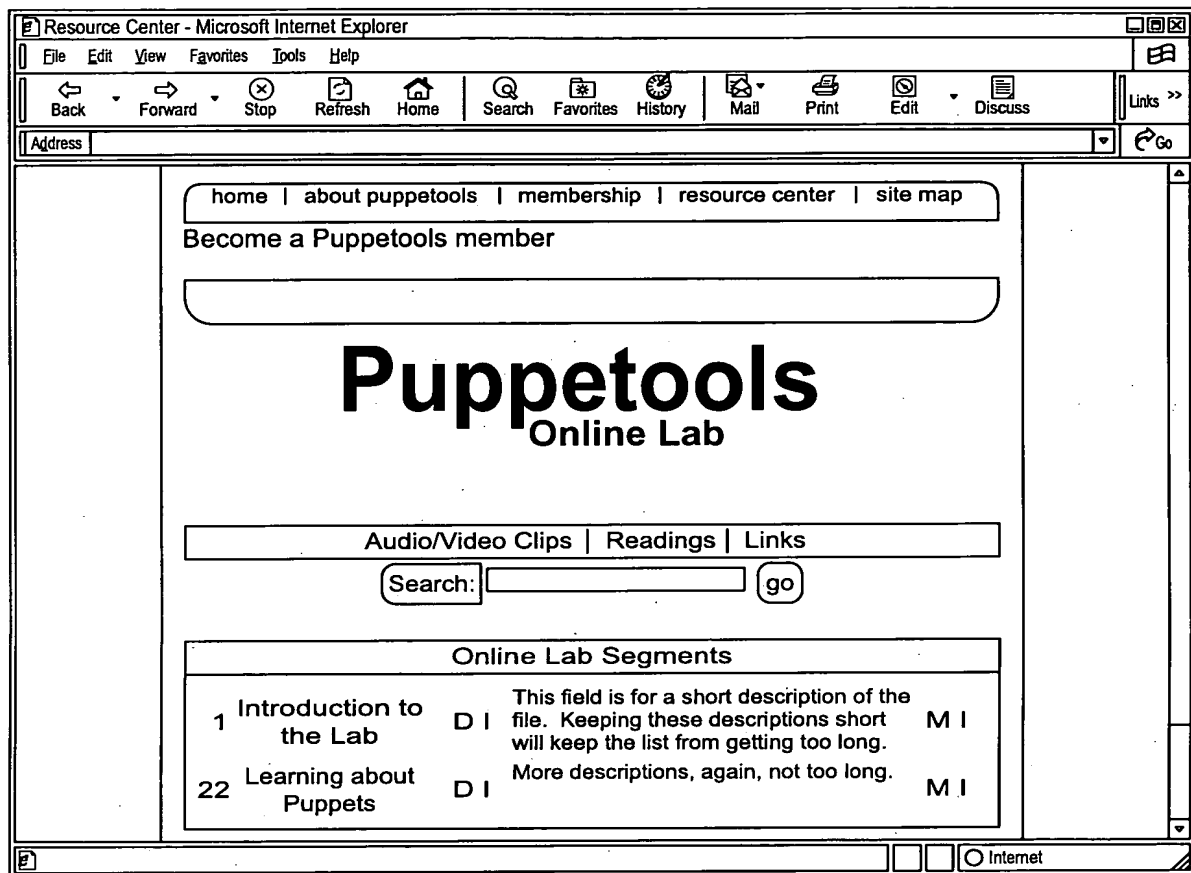 Resource Center - Microsoft Internet Explorer
File Edit View Favorites Tools Help
Back Forward Stop Refresh Home Search Favorites History Mail Print Edit Discuss Links >>
Address Go
home | about puppetools | membership | resource center | site map
Become a Puppetools member
Puppetools
Online Lab
Audio/Video Clips | Readings | Links
Search: go
Online Lab Segments
1 Introduction to the Lab D I This field is for a short description of the
file. Keeping these descriptions short
will keep the list from getting too long. M I
22 Learning about Puppets D I More descriptions, again, not too long. M I
Internet